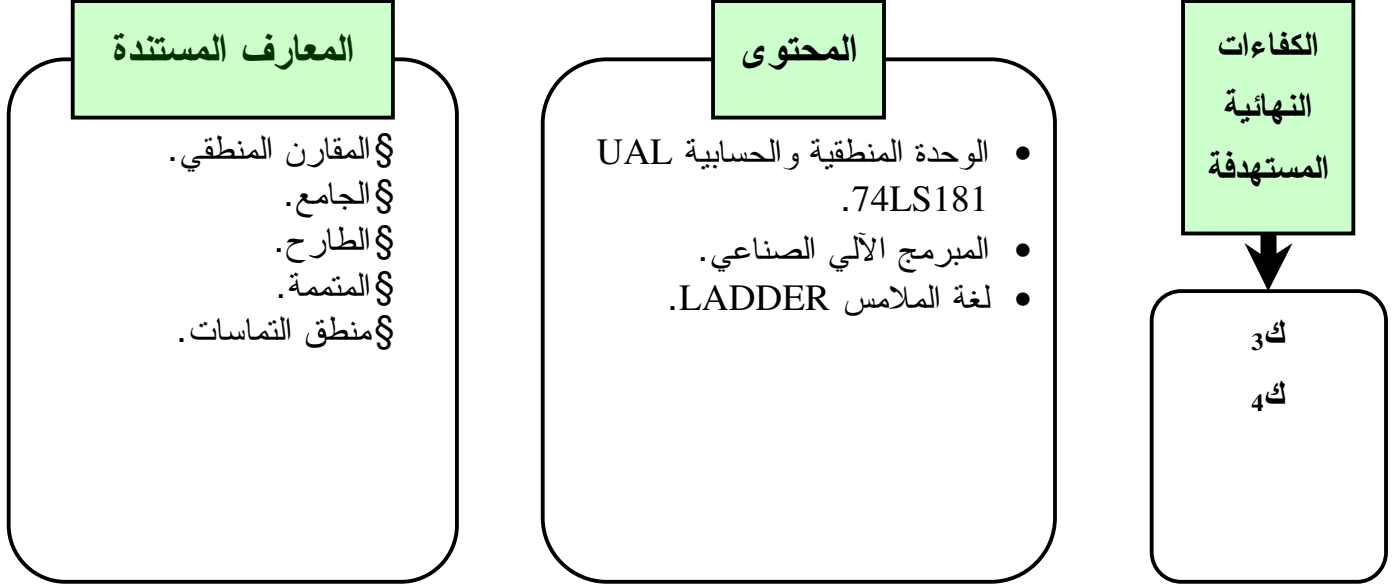 الكفاءات
النهائية
المستهدفة
ك3
ك4
المحتوى
• الوحدة المنطقية والحسابية UAL
74LS181.
• المبرمج الآلي الصناعي.
• لغة الملامس LADDER.
المعارف المستندة
§المقارن المنطقي.
§الجامع.
§الطارح.
§المتممة.
§منطق التماسات.